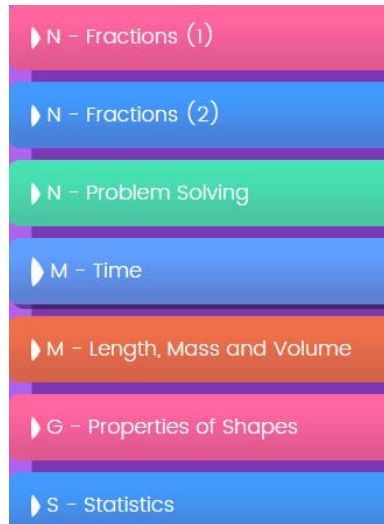 N - Fractions (1)
N - Fractions (2)
N - Problem Solving
M - Time
M - Length, Mass and Volume
G - Properties of Shapes
S - Statistics